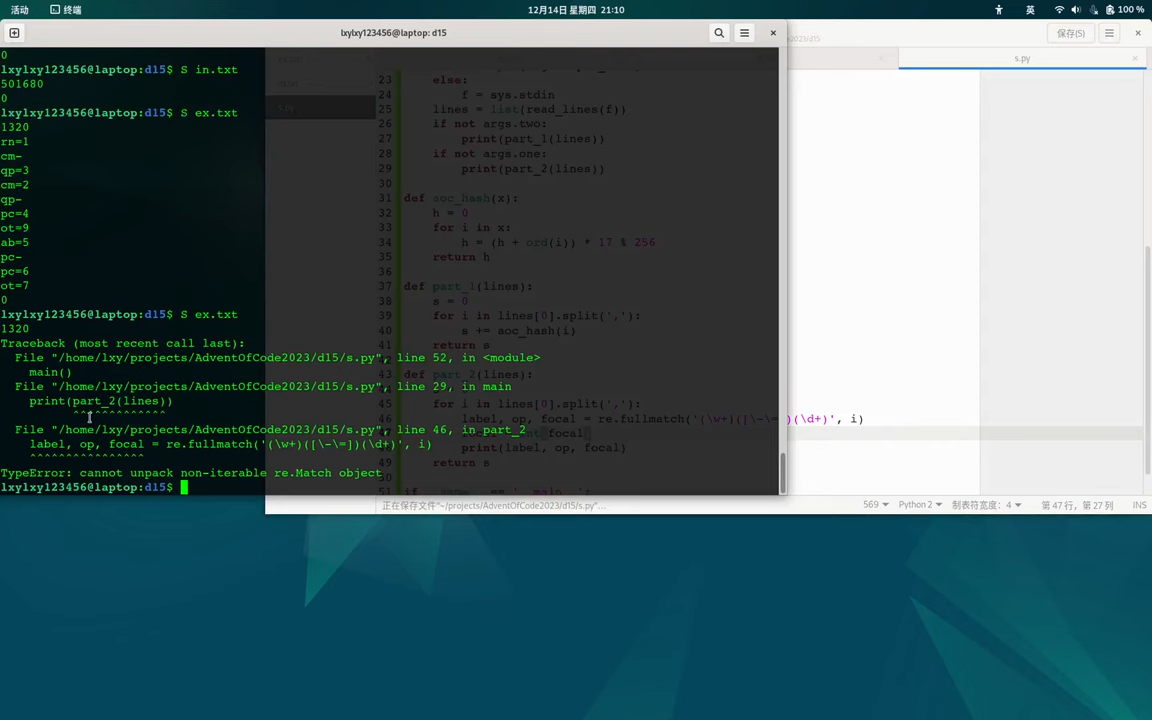 活动
终端
12月14日 星期四 21:10
英
100 %
lxylxy123456@laptop: d15
保存(S)
s.py
0
lxylxy123456@laptop:d15$ S in.txt
501680
0
lxylxy123456@laptop:d15$ S ex.txt
1320
rn=1
cm-
qp=3
cm=2
qp-
pc=4
ot=9
ab=5
pc-
pc=6
ot=7
0
lxylxy123456@laptop:d15$ S ex.txt
1320
Traceback (most recent call last):
File "/home/lxy/projects/AdventOfCode2023/d15/s.py", line 52, in <module>
main()
File "/home/lxy/projects/AdventOfCode2023/d15/s.py", line 29, in main
print(part_2(lines))
^^^^^^^^^^^^^
File "/home/lxy/projects/AdventOfCode2023/d15/s.py", line 46, in part_2
label, op, focal = re.fullmatch('(\w+)([\-\=])(\d+)', i)
^^^^^^^^^^^^^^^^
TypeError: cannot unpack non-iterable re.Match object
lxylxy123456@laptop:d15$
23 else:
24 f = sys.stdin
25 lines = list(read_lines(f))
26 if not args.two:
27 print(part_1(lines))
28 if not args.one:
29 print(part_2(lines))
30
31 def aoc_hash(x):
32 h = 0
33 for i in x:
34 h = (h + ord(i)) * 17 % 256
35 return h
36
37 def part_1(lines):
38 s = 0
39 for i in lines[0].split(','):
40 s += aoc_hash(i)
41 return s
43 def part_2(lines):
45 for i in lines[0].split(','):
label, op, focal = re.fullmatch('(\w+)([\-\=])(\d+)', i)
print(label, op, focal)
49 return s
正在保存文件“~/projects/AdventOfCode2023/d15/s.py”…
569
Python 2
制表符宽度：4
第 47 行，第 27 列
INS